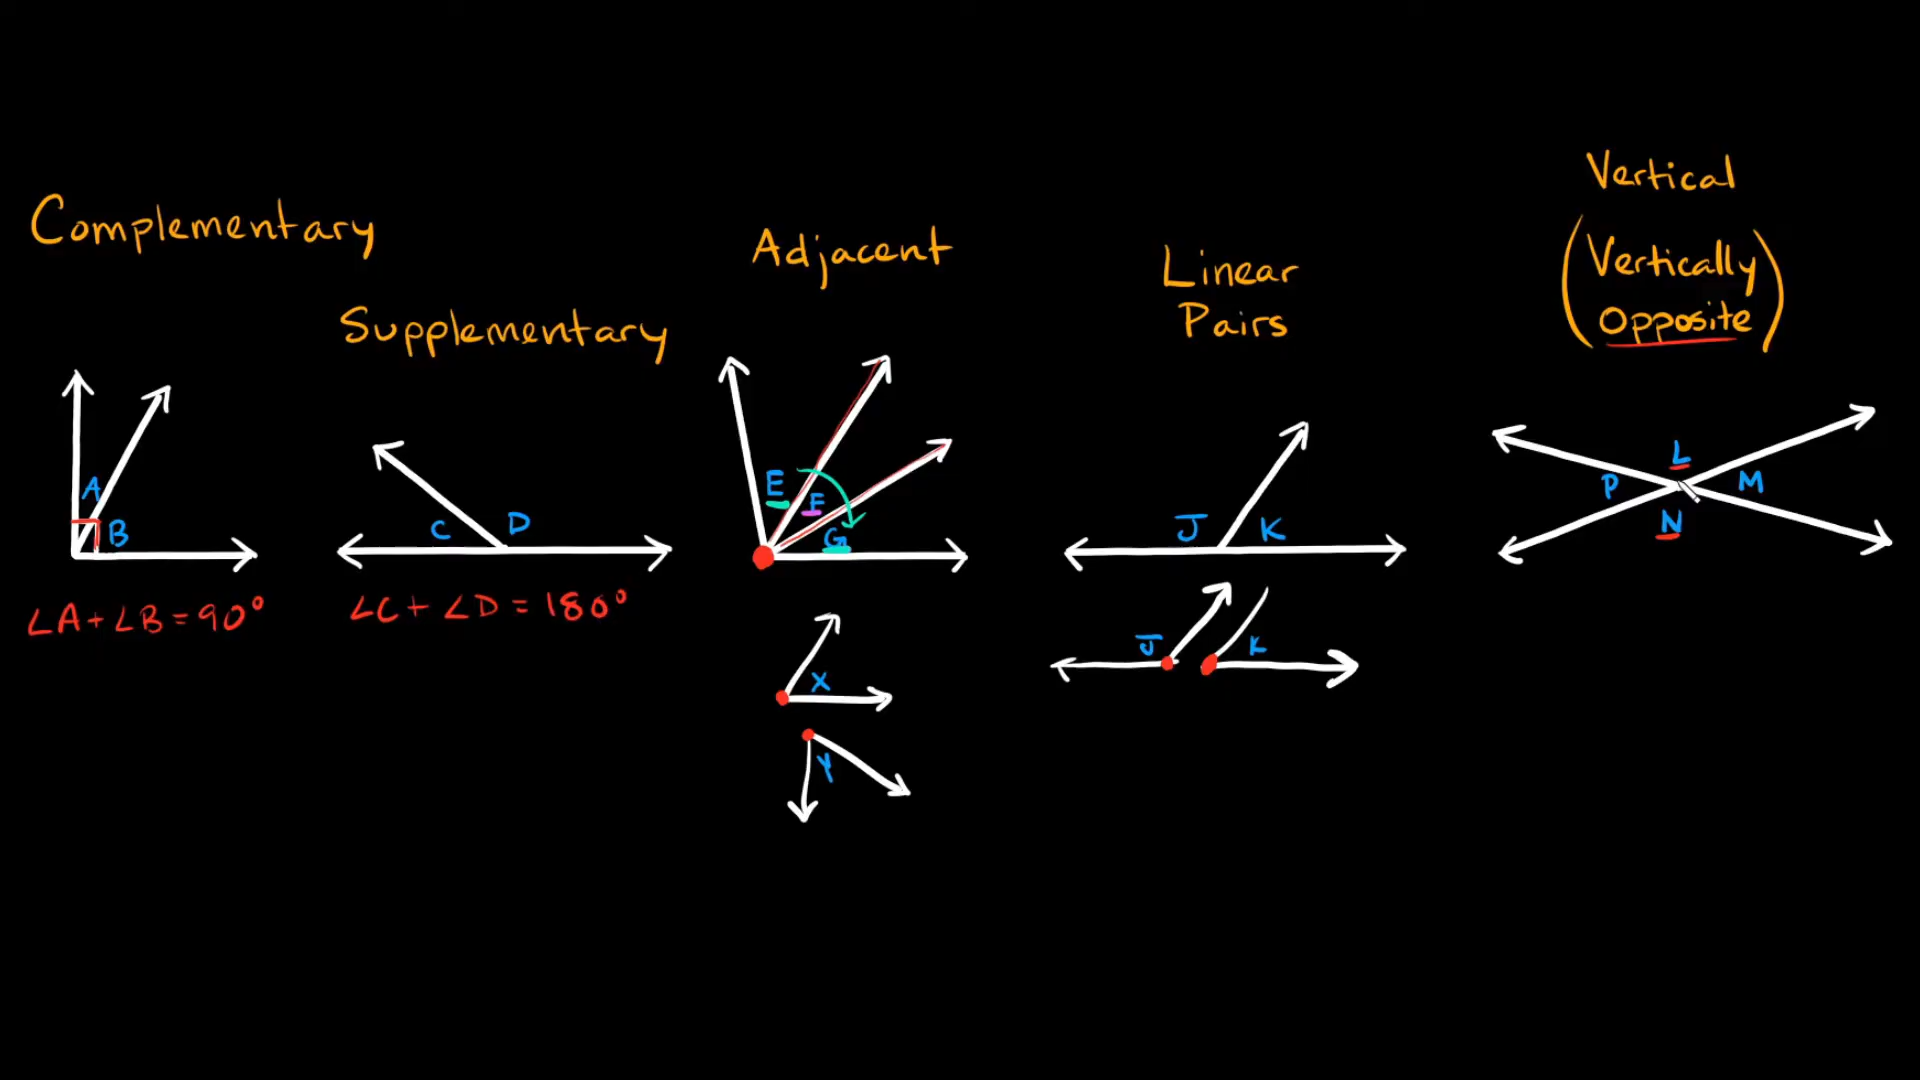 Complementary
A
B
∠A+∠B=90°
Supplementary
C
D
∠C+∠D=180°
Adjacent
E
F
G
X
Y
Linear
Pairs
J
K
J
K
Vertical
(Vertically
Opposite)
L
P
M
N